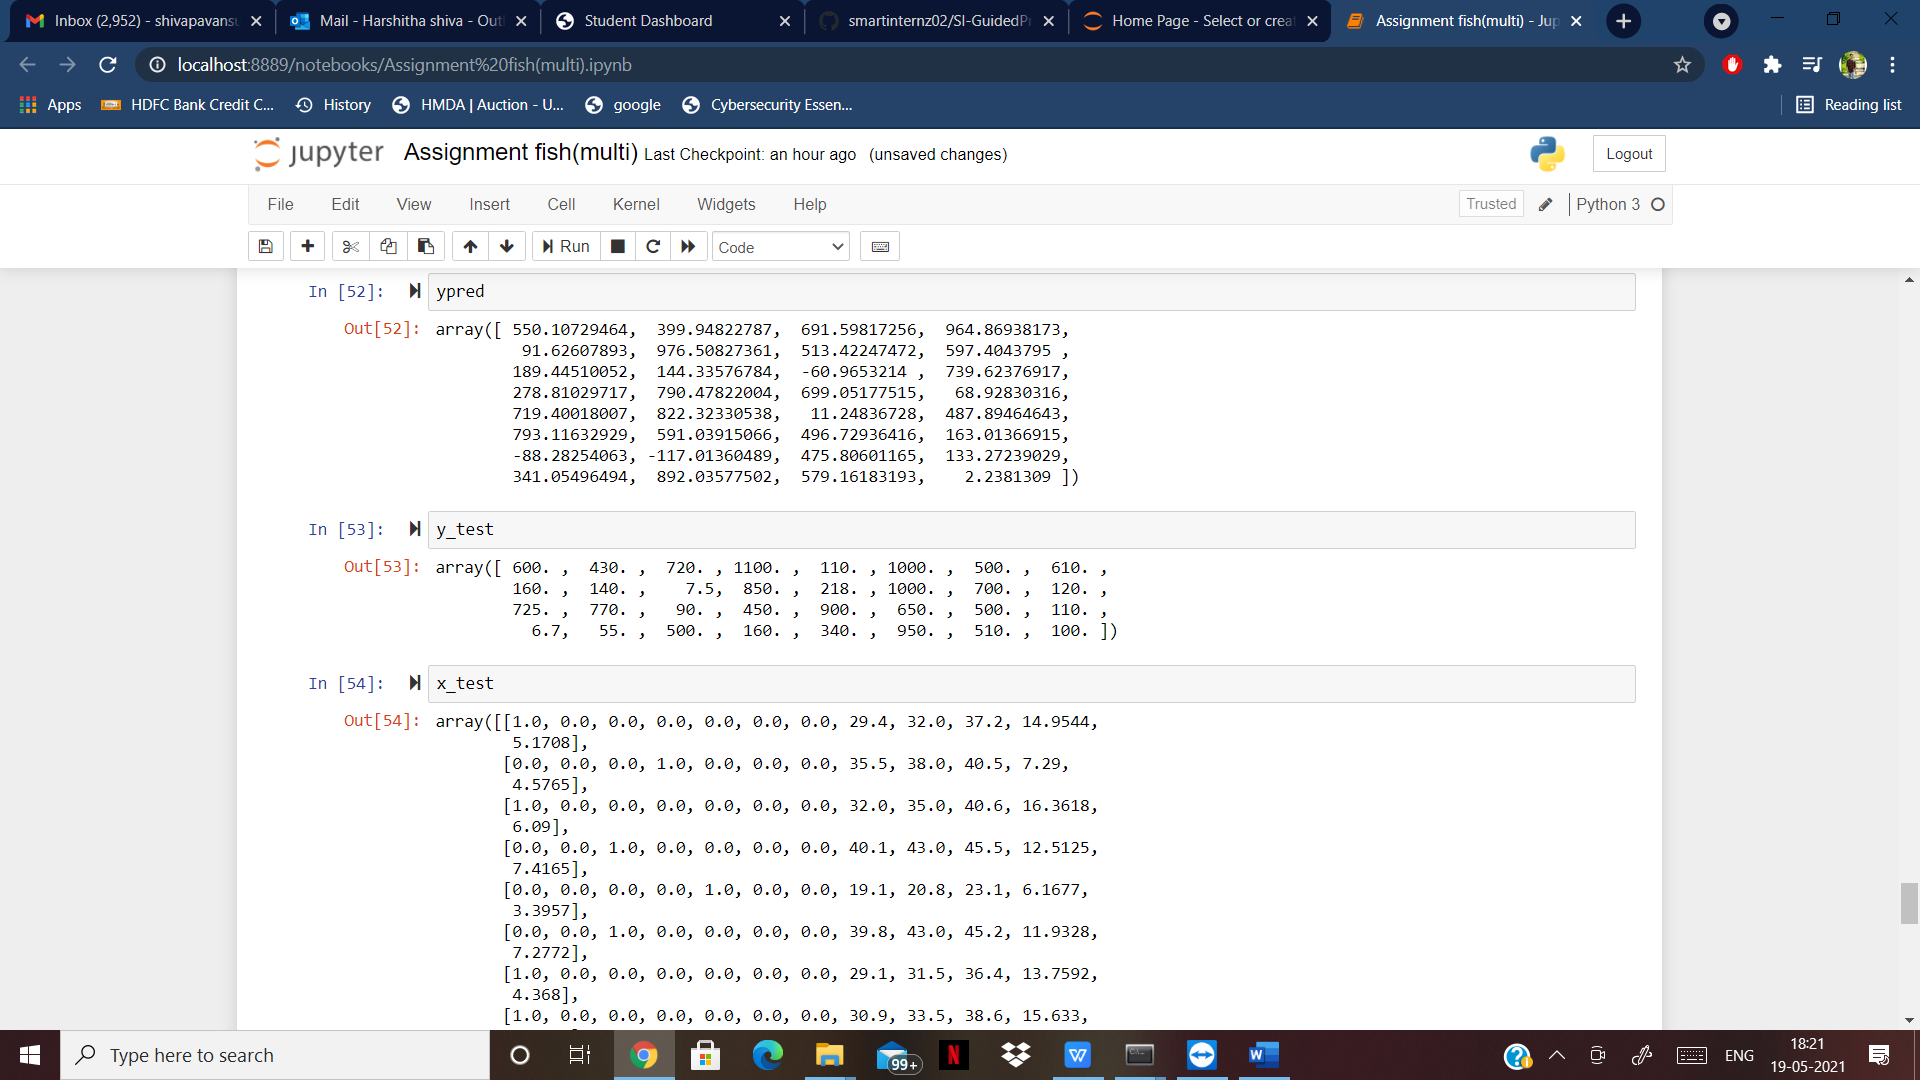 Inbox (2,952) - shivapavansu
Mail - Harshitha shiva - Outl
Student Dashboard
smartinternz02/SI-GuidedPr
Home Page - Select or creat
Assignment fish(multi) - Jup
localhost:8889/notebooks/Assignment%20fish(multi).ipynb
Apps
HDFC Bank Credit C...
History
HMDA | Auction - U...
google
Cybersecurity Essen...
Reading list
jupyter Assignment fish(multi) Last Checkpoint: an hour ago (unsaved changes)
Logout
File Edit View Insert Cell Kernel Widgets Help
Trusted
Python 3
Run
Code
In [52]: ypred
Out[52]: array([ 550.10729464, 399.94822787, 691.59817256, 964.86938173,
91.62607893, 976.50827361, 513.42247472, 597.4043795 ,
189.44510052, 144.33576784, -60.9653214 , 739.62376917,
278.81029717, 790.47822004, 699.05177515, 68.92830316,
719.40018007, 822.32330538, 11.24836728, 487.89464643,
793.11632929, 591.03915066, 496.72936416, 163.01366915,
-88.28254063, -117.01360489, 475.80601165, 133.27239029,
341.05496494, 892.03577502, 579.16183193, 2.2381309 ])
In [53]: y_test
Out[53]: array([ 600. , 430. , 720. , 1100. , 110. , 1000. , 500. , 610. ,
160. , 140. , 7.5, 850. , 218. , 1000. , 700. , 120. ,
725. , 770. , 90. , 450. , 900. , 650. , 500. , 110. ,
6.7, 55. , 500. , 160. , 340. , 950. , 510. , 100. ])
In [54]: x_test
Out[54]: array([[1.0, 0.0, 0.0, 0.0, 0.0, 0.0, 0.0, 29.4, 32.0, 37.2, 14.9544,
5.1708],
[0.0, 0.0, 0.0, 1.0, 0.0, 0.0, 0.0, 35.5, 38.0, 40.5, 7.29,
4.5765],
[1.0, 0.0, 0.0, 0.0, 0.0, 0.0, 0.0, 32.0, 35.0, 40.6, 16.3618,
6.09],
[0.0, 0.0, 1.0, 0.0, 0.0, 0.0, 0.0, 40.1, 43.0, 45.5, 12.5125,
7.4165],
[0.0, 0.0, 0.0, 0.0, 1.0, 0.0, 0.0, 19.1, 20.8, 23.1, 6.1677,
3.3957],
[0.0, 0.0, 1.0, 0.0, 0.0, 0.0, 0.0, 39.8, 43.0, 45.2, 11.9328,
7.2772],
[1.0, 0.0, 0.0, 0.0, 0.0, 0.0, 0.0, 29.1, 31.5, 36.4, 13.7592,
4.368],
[1.0, 0.0, 0.0, 0.0, 0.0, 0.0, 0.0, 30.9, 33.5, 38.6, 15.633,
Type here to search
99+
ENG
18:21
19-05-2021